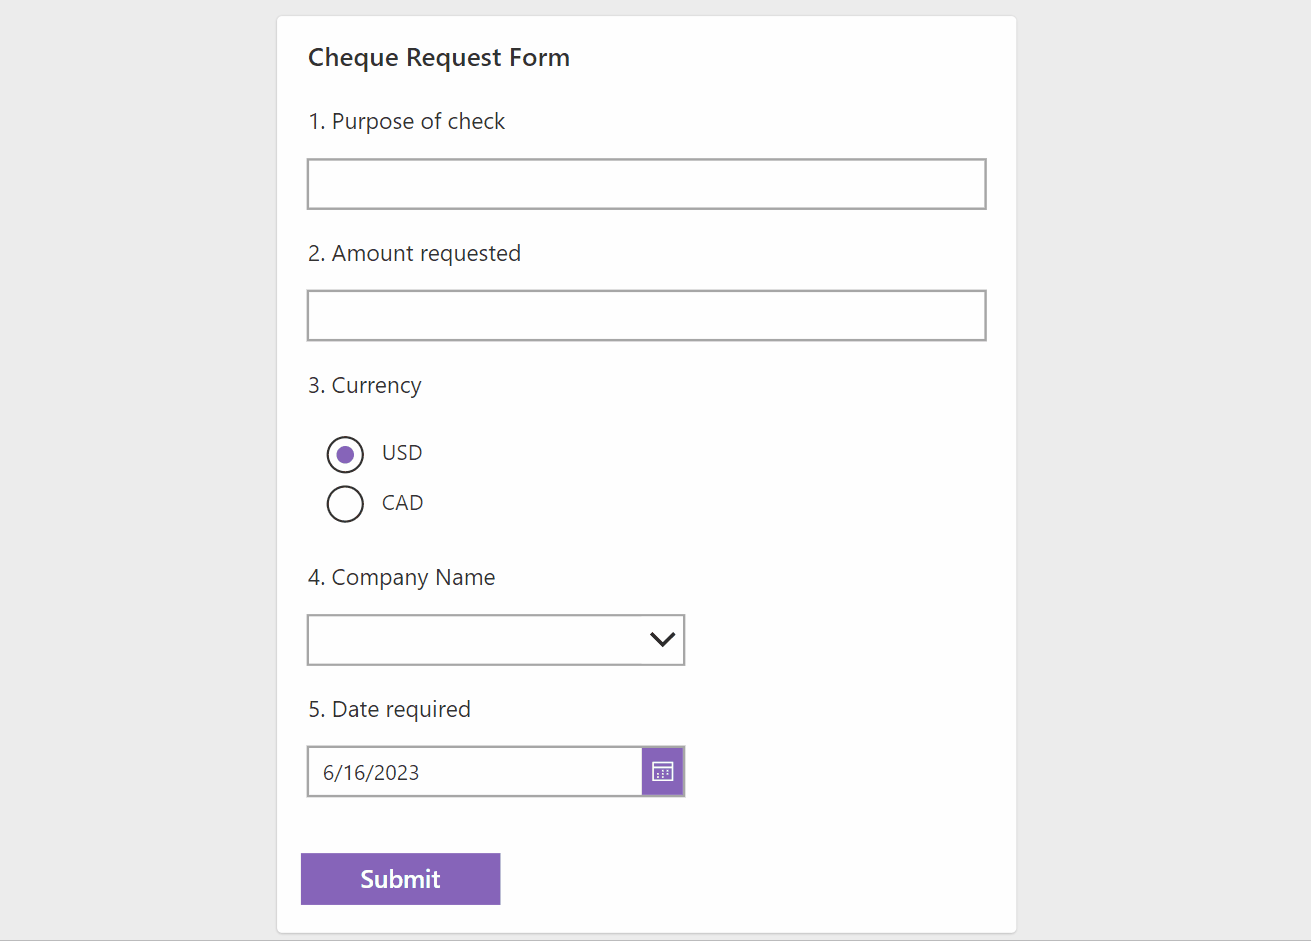 Cheque Request Form
1. Purpose of check
2. Amount requested
3. Currency
USD
CAD
4. Company Name
5. Date required
6/16/2023
Submit